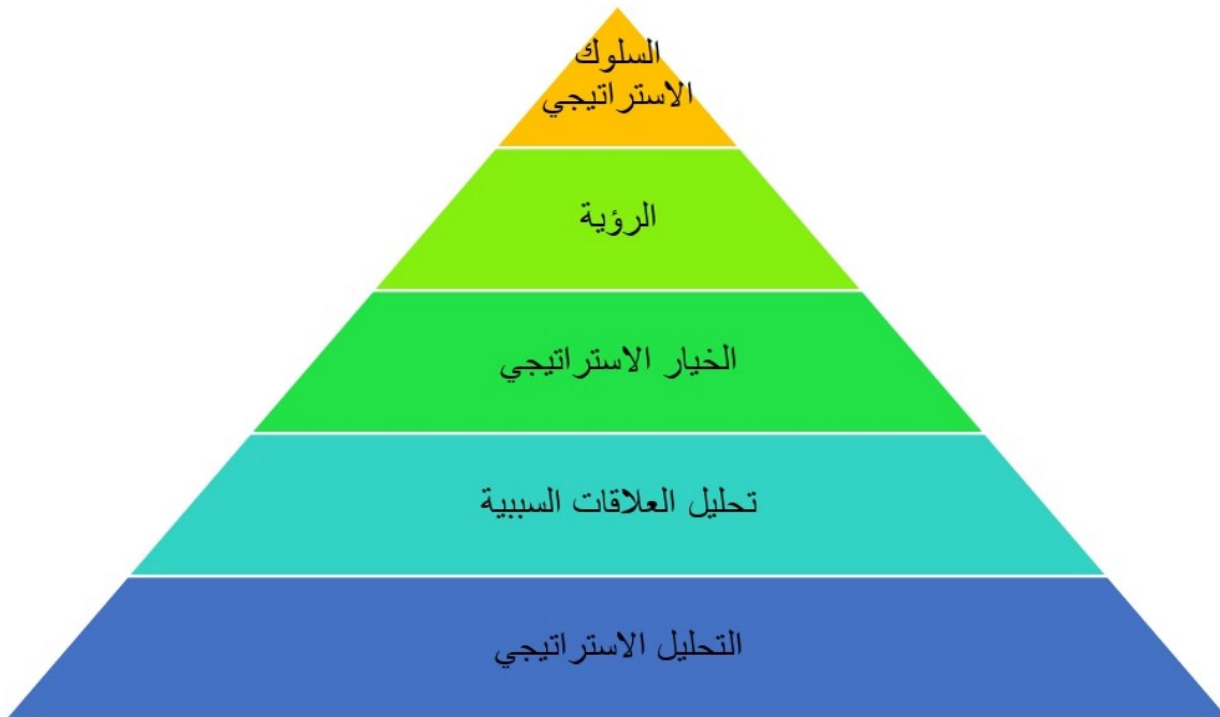 السلوك
الاستراتيجي
الرؤية
الخيار الاستراتيجي
تحليل العلاقات السببية
التحليل الاستراتيجي